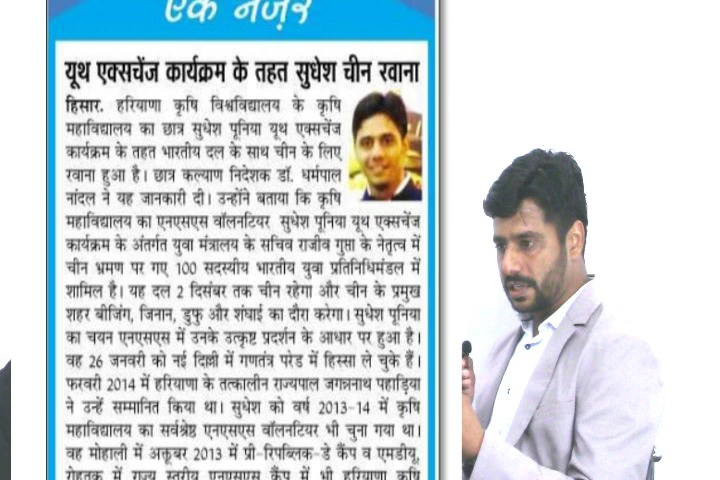 एक नज़र
यूथ एक्सचेंज कार्यक्रम के तहत सुधेश चीन रवाना
हिसार. हरियाणा कृषि विश्वविद्यालय के कृषि
महाविद्यालय का छात्र सुधेश पूनिया यूथ एक्सचेंज
कार्यक्रम के तहत भारतीय दल के साथ चीन के लिए
रवाना हुआ है। छात्र कल्याण निदेशक डॉ. धर्मपाल
नांदल ने यह जानकारी दी। उन्होंने बताया कि कृषि
महाविद्यालय का एनएसएस वॉलनटियर सुधेश पूनिया यूथ एक्सचेंज
कार्यक्रम के अंतर्गत युवा मंत्रालय के सचिव राजीव गुप्ता के नेतृत्व में
चीन भ्रमण पर गए 100 सदस्यीय भारतीय युवा प्रतिनिधिमंडल में
शामिल है। यह दल 2 दिसंबर तक चीन रहेगा और चीन के प्रमुख
शहर बीजिंग, जिनान, डुफु और शंघाई का दौरा करेगा। सुधेश पूनिया
का चयन एनएसएस में उनके उत्कृष्ट प्रदर्शन के आधार पर हुआ है।
वह 26 जनवरी को नई दिल्ली में गणतंत्र परेड में हिस्सा ले चुके हैं।
फरवरी 2014 में हरियाणा के तत्कालीन राज्यपाल जगन्नाथ पहाड़िया
ने उन्हें सम्मानित किया था। सुधेश को वर्ष 2013-14 में कृषि
महाविद्यालय का सर्वश्रेष्ठ एनएसएस वॉलनटियर भी चुना गया था।
वह मोहाली में अक्टूबर 2013 में प्री-रिपब्लिक-डे कैंप व एमडीयू,
रोहतक में राज्य स्तरीय एनएसएस कैंप में भी हरियाणा कृषि